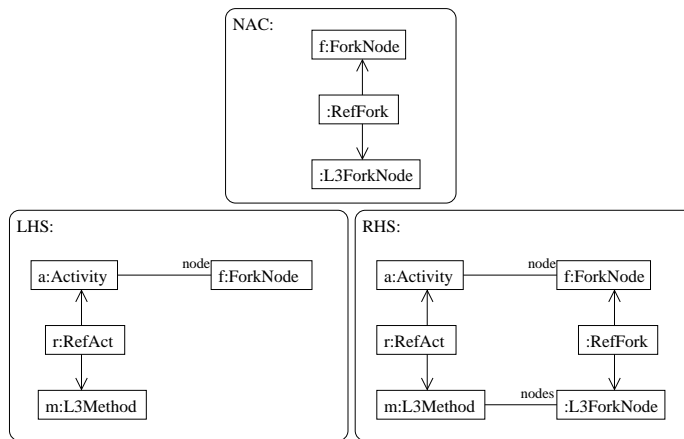 NAC:
f:ForkNode
:RefFork
:L3ForkNode
LHS:
node
a:Activity
f:ForkNode
r:RefAct
m:L3Method
RHS:
node
a:Activity
f:ForkNode
r:RefAct
:RefFork
nodes
m:L3Method
:L3ForkNode